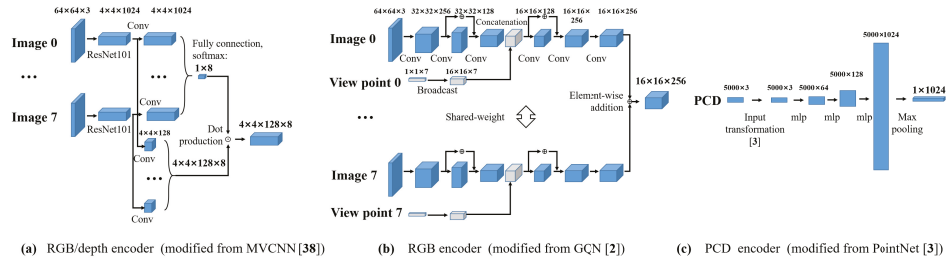 64×64×3 4×4×1024 4×4×1024
Conv
Image 0
ResNet101
Fully connection,
softmax:
1×8
...
...
Image 7
ResNet101
Conv
4×4×128
Conv
Dot
production
4×4×128×8
4×4×128×8
...
Conv
(a) RGB/depth encoder (modified from MVCNN [38])
64×64×3 32×32×256 32×32×128 16×16×128 16×16× 16×16×256
256
Concatenation
Image 0
Conv Conv Conv Conv Conv
1×1×7 16×16×7
View point 0
Broadcast
...
Shared-weight
Element-wise
addition
16×16×256
Image 7
View point 7
(b) RGB encoder (modified from GQN [2])
5000×1024
5000×128
5000×3 5000×3 5000×64
1×1024
PCD
Input
transformation
[3]
mlp mlp mlp
Max
pooling
(c) PCD encoder (modified from PointNet [3])